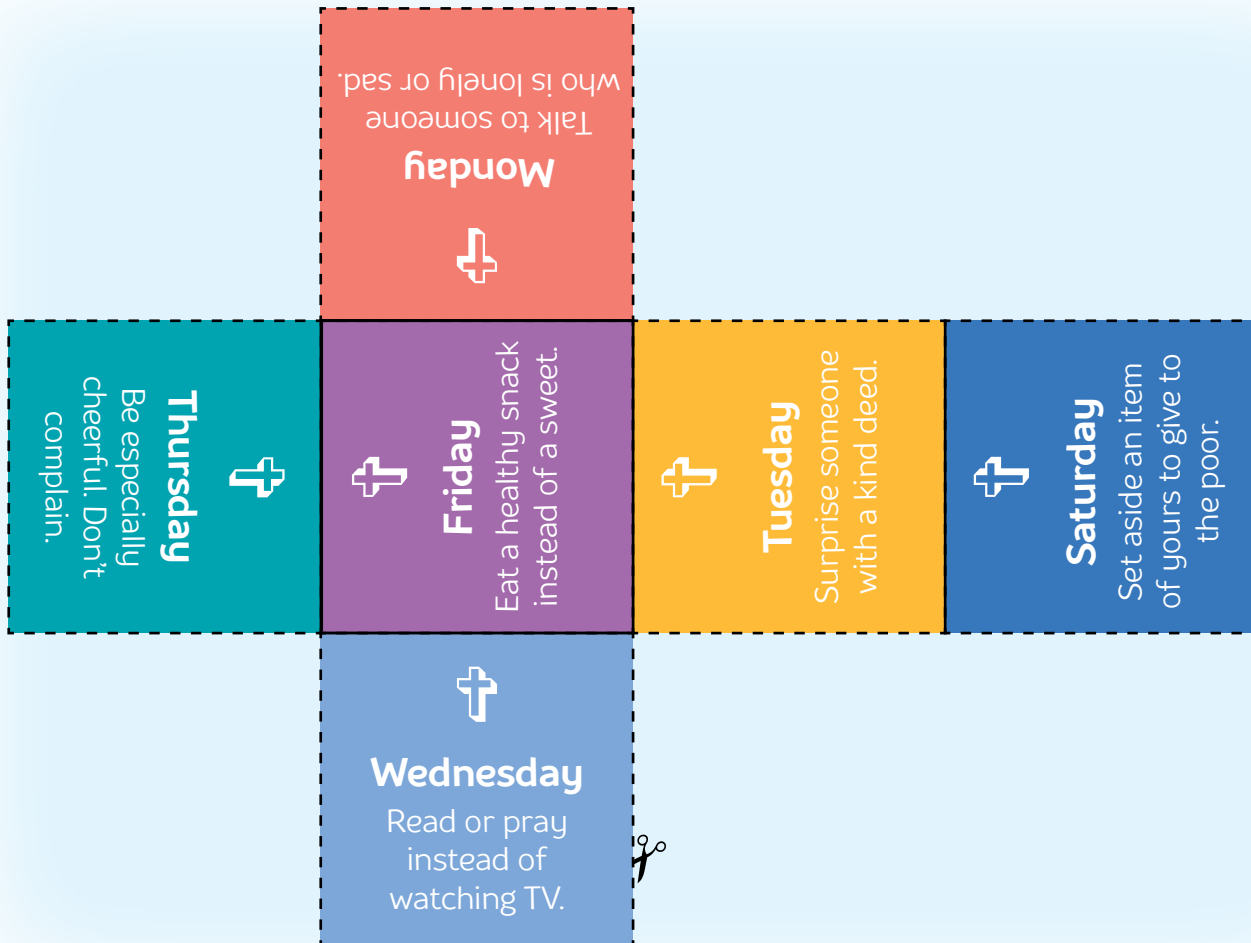 Monday
Talk to someone
who is lonely or sad.
Thursday
Be especially
cheerful. Don't
complain.
Friday
Eat a healthy snack
instead of a sweet.
Tuesday
Surprise someone
with a kind deed.
Saturday
Set aside an item
of yours to give to
the poor.
Wednesday
Read or pray
instead of
watching TV.